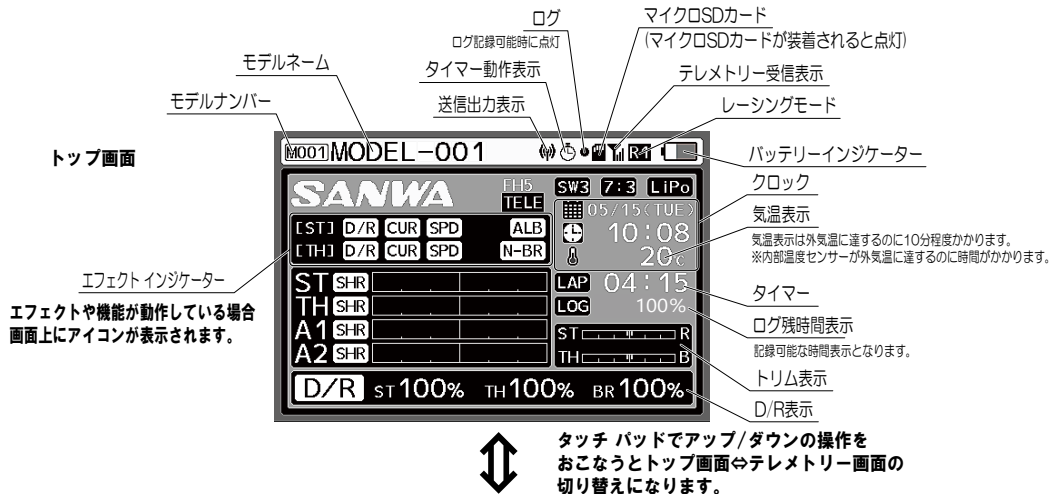 ログ
ログ記録可能時に点灯
マイクロSDカード
(マイクロSDカードが装着されると点灯)
モデルネーム
タイマー動作表示
テレメトリー受信表示
モデルナンバー
送信出力表示
レーシングモード
トップ画面
M001 MODEL-001
バッテリーインジケーター
SANWA
FH5
TELE
SW3 7:3 LiPo
クロック
05/15(TUE)
気温表示
[ST] D/R CUR SPD ALB
10:08
気温表示は外気温に達するのに10分程度かかります。
※内部温度センサーが外気温に達するのに時間がかかります。
[TH] D/R CUR SPD N-BR
20c
エフェクト インジケーター
エフェクトや機能が動作している場合
画面上にアイコンが表示されます。
ST SHR
LAP 04:15
タイマー
TH SHR
LOG 100%
ログ残時間表示
記録可能な時間表示となります。
A1 SHR
ST R
A2 SHR
TH B
トリム表示
D/R ST100% TH100% BR100%
D/R表示
タッチ パッドでアップ/ダウンの操作を
おこなうとトップ画面⇔テレメトリー画面の
切り替えになります。